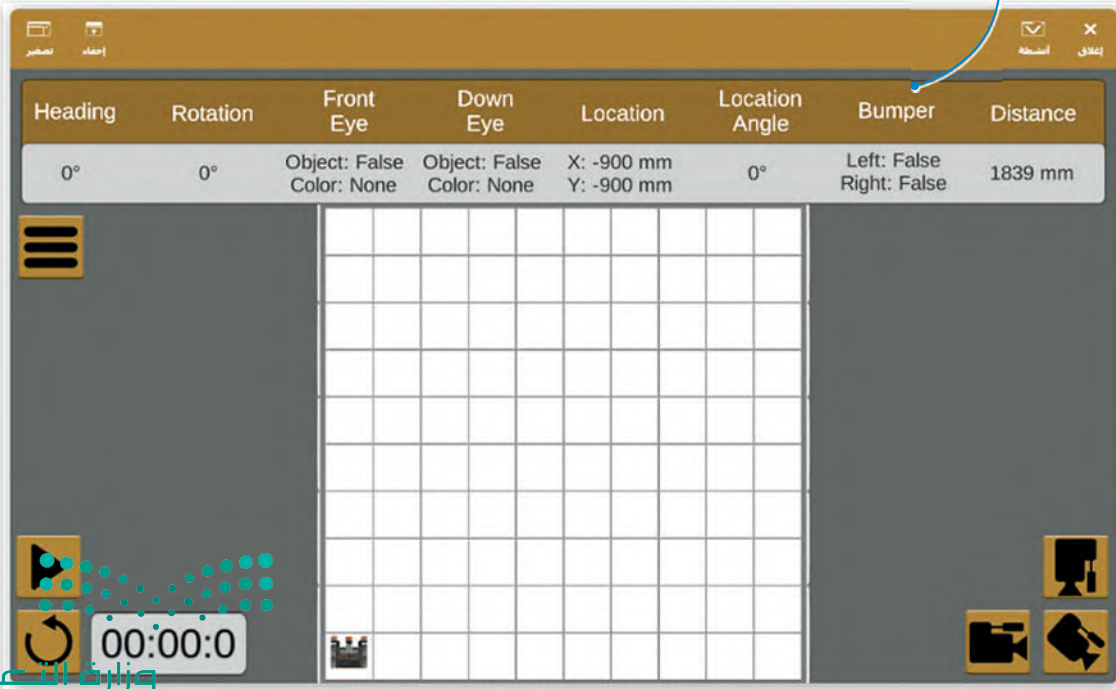 تصغير
إخفاء
أنشطة
إغلاق
Heading
Rotation
Front
Eye
Down
Eye
Location
Location
Angle
Bumper
Distance
0°
0°
Object: False
Color: None
Object: False
Color: None
X: -900 mm
Y: -900 mm
0°
Left: False
Right: False
1839 mm
00:00:0
وزارة